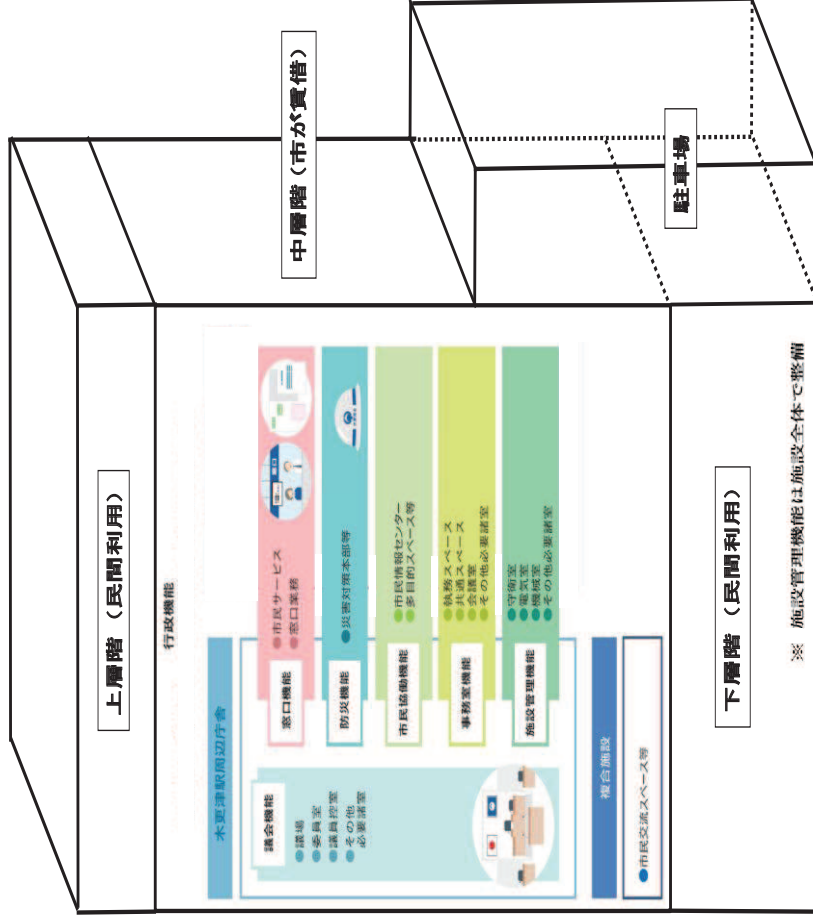 上層階（民間利用）
中層階（市が賃借）
駐車場
木更津駅周辺庁舎
行政機能
議会機能
●議場
●委員室
●議員控室
●その他
必要諸室
窓口機能
●市民サービス
●窓口業務
防災機能
●災害対策本部等
市民協働機能
●市民情報センター
●多目的スペース等
事務室機能
●執務スペース
●共通スペース
●会議室
●その他必要諸室
施設管理機能
●守衛室
●電気室
●機械室
●その他必要諸室
複合施設
●市民交流スペース等
下層階（民間利用）
※ 施設管理機能は施設全体で整備